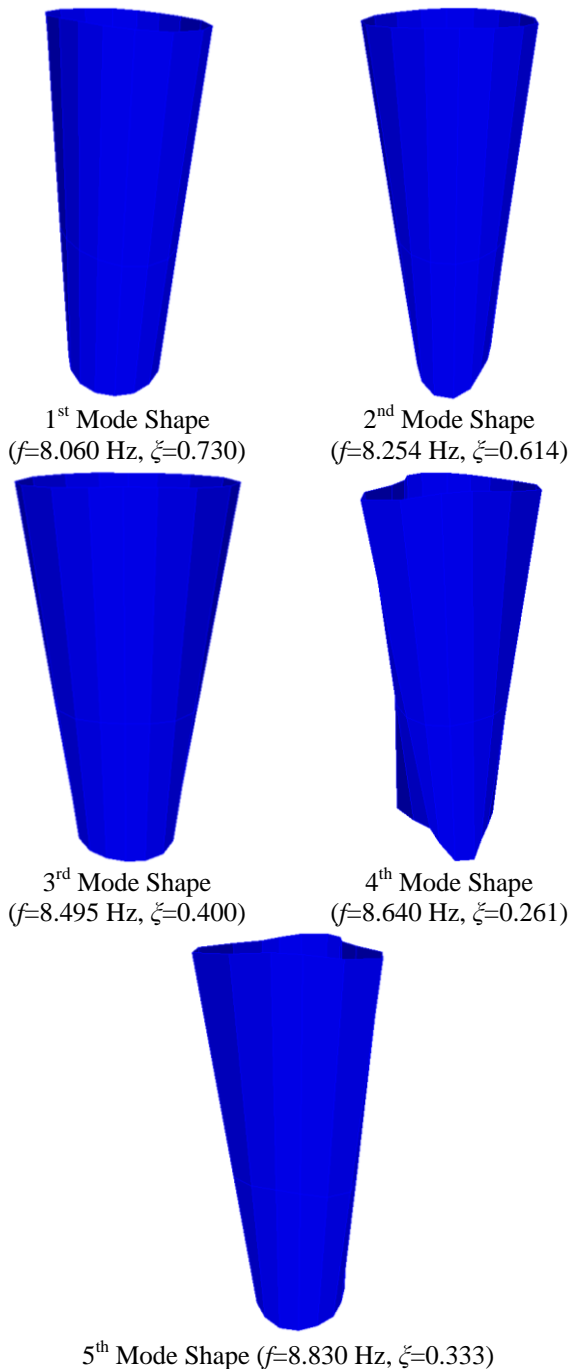 1st Mode Shape
(f=8.060 Hz, ξ=0.730)
2nd Mode Shape
(f=8.254 Hz, ξ=0.614)
3rd Mode Shape
(f=8.495 Hz, ξ=0.400)
4th Mode Shape
(f=8.640 Hz, ξ=0.261)
5th Mode Shape (f=8.830 Hz, ξ=0.333)